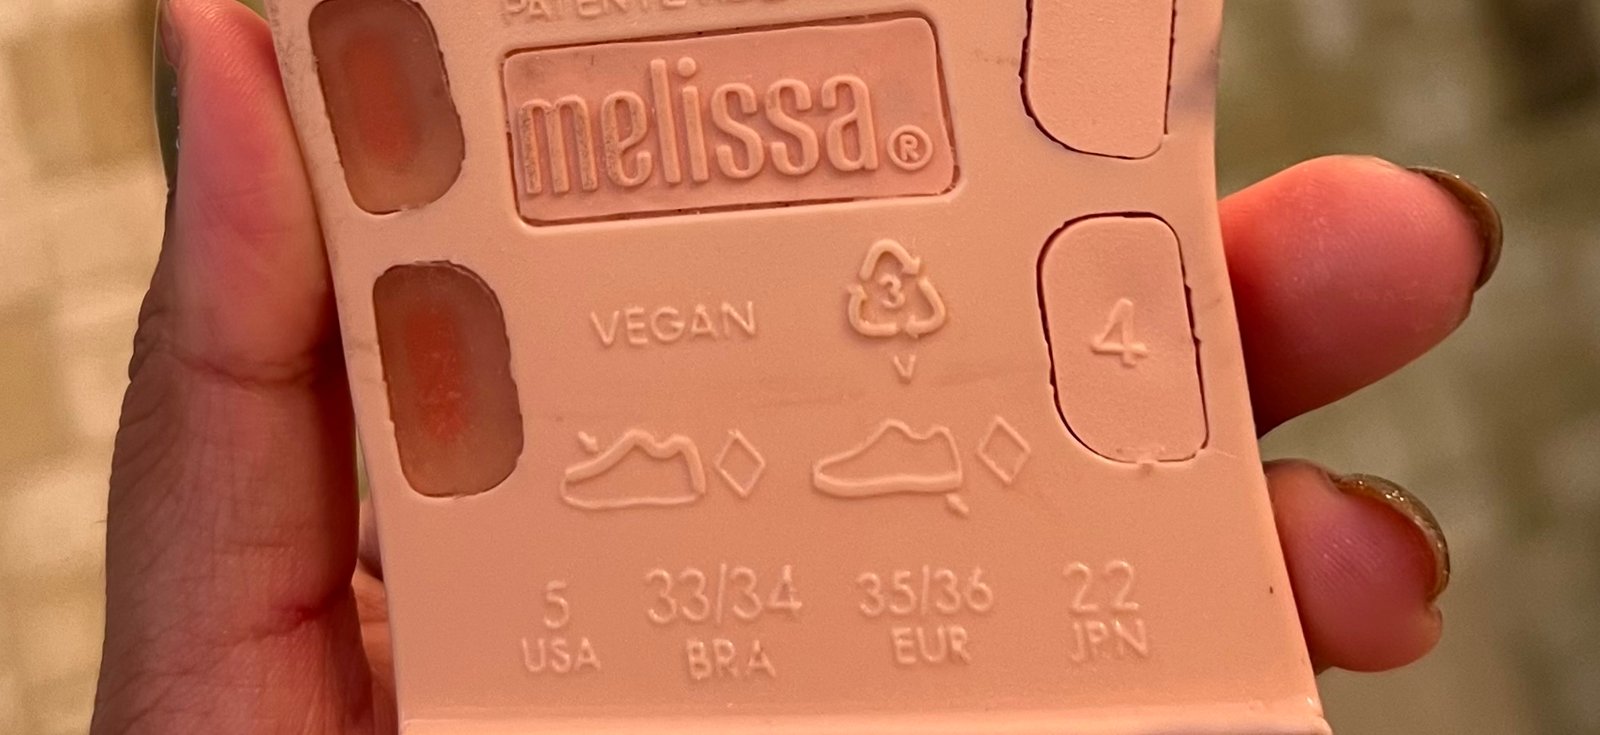 melissa®
VEGAN
3
V
4
5 33/34 35/36 22
USA BRA EUR JPN